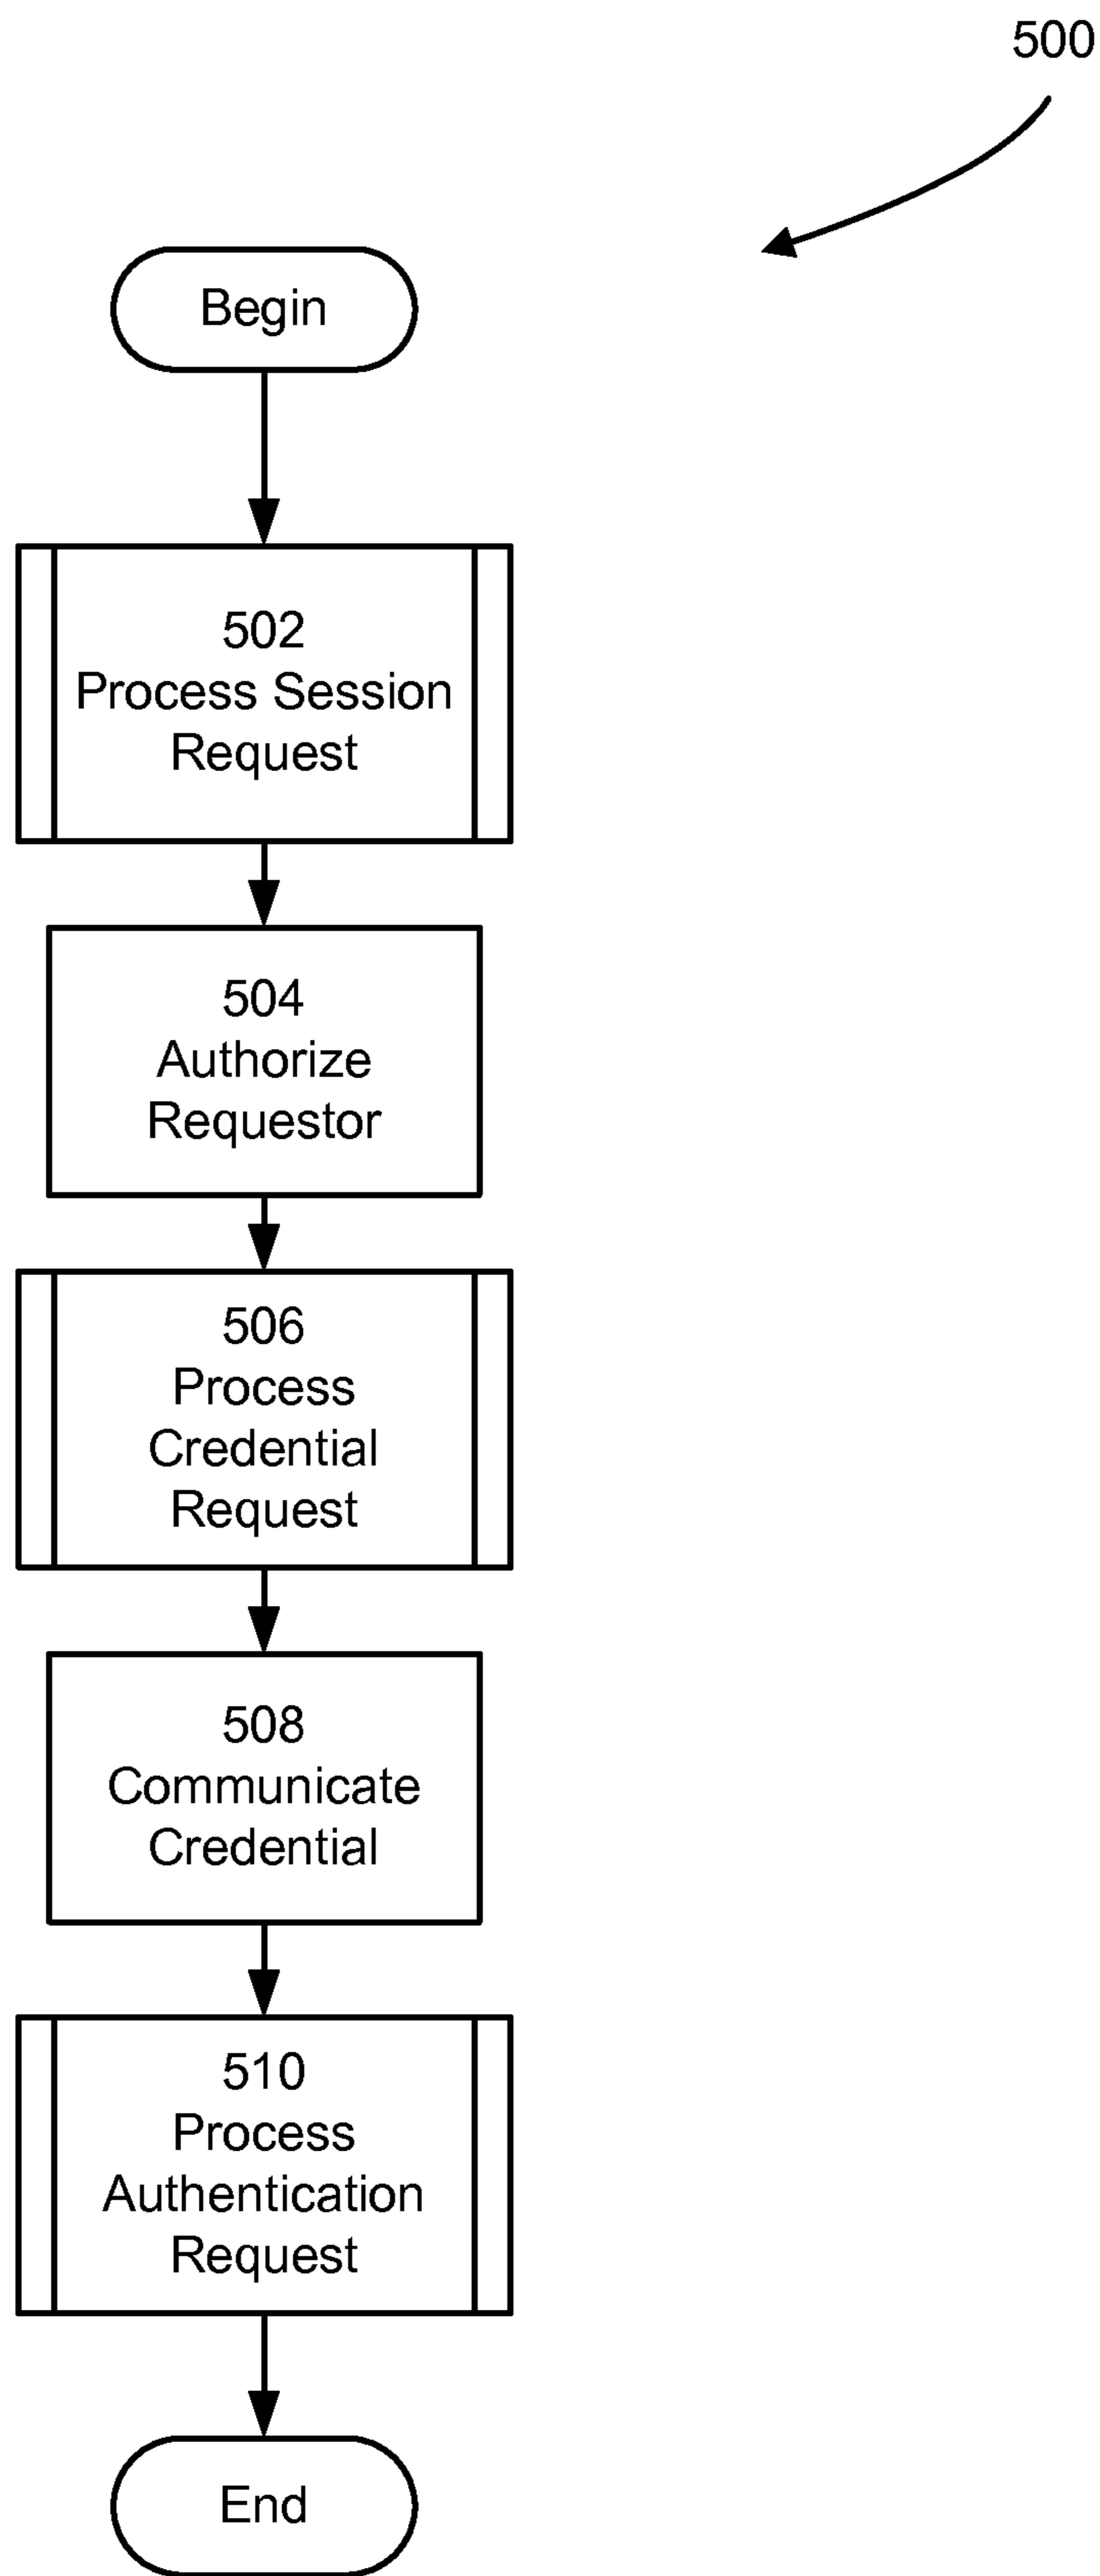 500
Begin
502
Process Session
Request
504
Authorize
Requestor
506
Process
Credential
Request
508
Communicate
Credential
510
Process
Authentication
Request
End